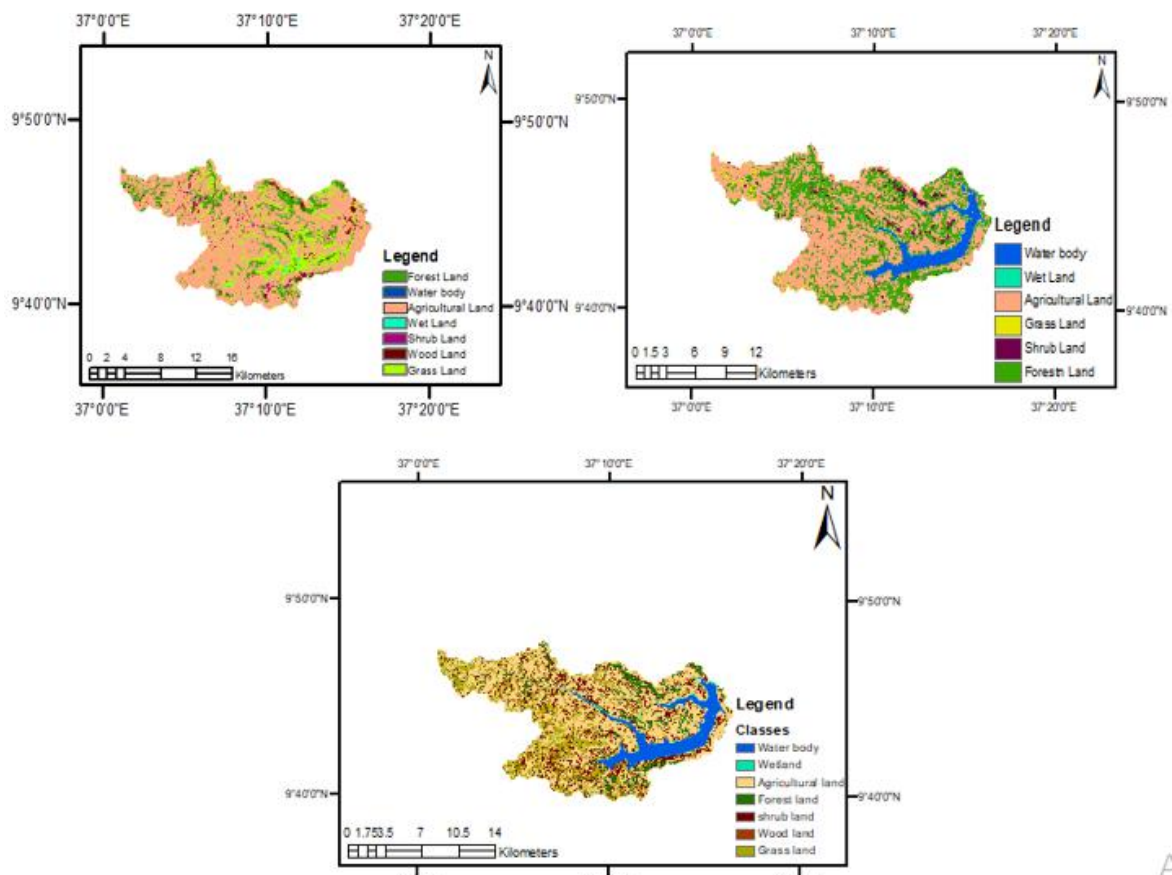 37°0'0"E 37°10'0"E 37°20'0"E
N
9°50'0"N 9°50'0"N
Legend
Forest Land
Water body
Agricultural Land
Wet Land
Shrub Land
Wood Land
Grass Land
9°40'0"N 9°40'0"N
0 2 4 8 12 16
Kilometers
37°0'0"E 37°10'0"E 37°20'0"E
37°0'0"E 37°10'0"E 37°20'0"E
N
9°50'0"N 9°50'0"N
Legend
Water body
Wet Land
Agricultural Land
Grass Land
Shrub Land
Forestn Land
9°40'0"N 9°40'0"N
0 1.5 3 6 9 12
Kilometers
37°0'0"E 37°10'0"E 37°20'0"E
37°0'0"E 37°10'0"E 37°20'0"E
N
9°50'0"N 9°50'0"N
Legend
Classes
Water body
Wetland
Agricultural land
Forest land
shrub land
Wood land
Grass land
9°40'0"N 9°40'0"N
0 1.753.5 7 10.5 14
Kilometers
A